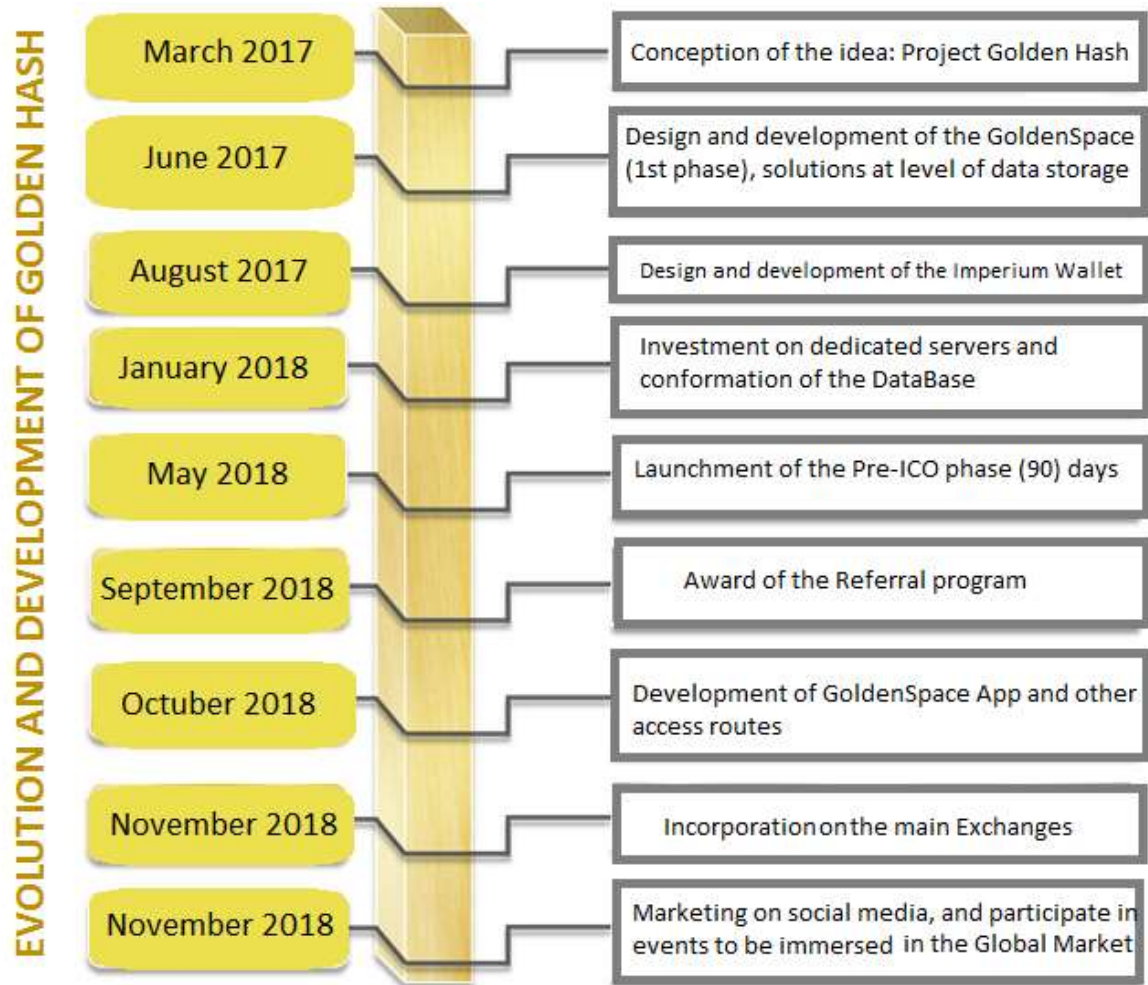 EVOLUTION AND DEVELOPMENT OF GOLDEN HASH
March 2017
Conception of the idea: Project Golden Hash
June 2017
Design and development of the GoldenSpace
(1st phase), solutions at level of data storage
August 2017
Design and development of the Imperium Wallet
January 2018
Investment on dedicated servers and
conformation of the DataBase
May 2018
Launchment of the Pre-ICO phase (90) days
September 2018
Award of the Referral program
Octuber 2018
Development of GoldenSpace App and other
access routes
November 2018
Incorporation on the main Exchanges
November 2018
Marketing on social media, and participate in
events to be immersed in the Global Market